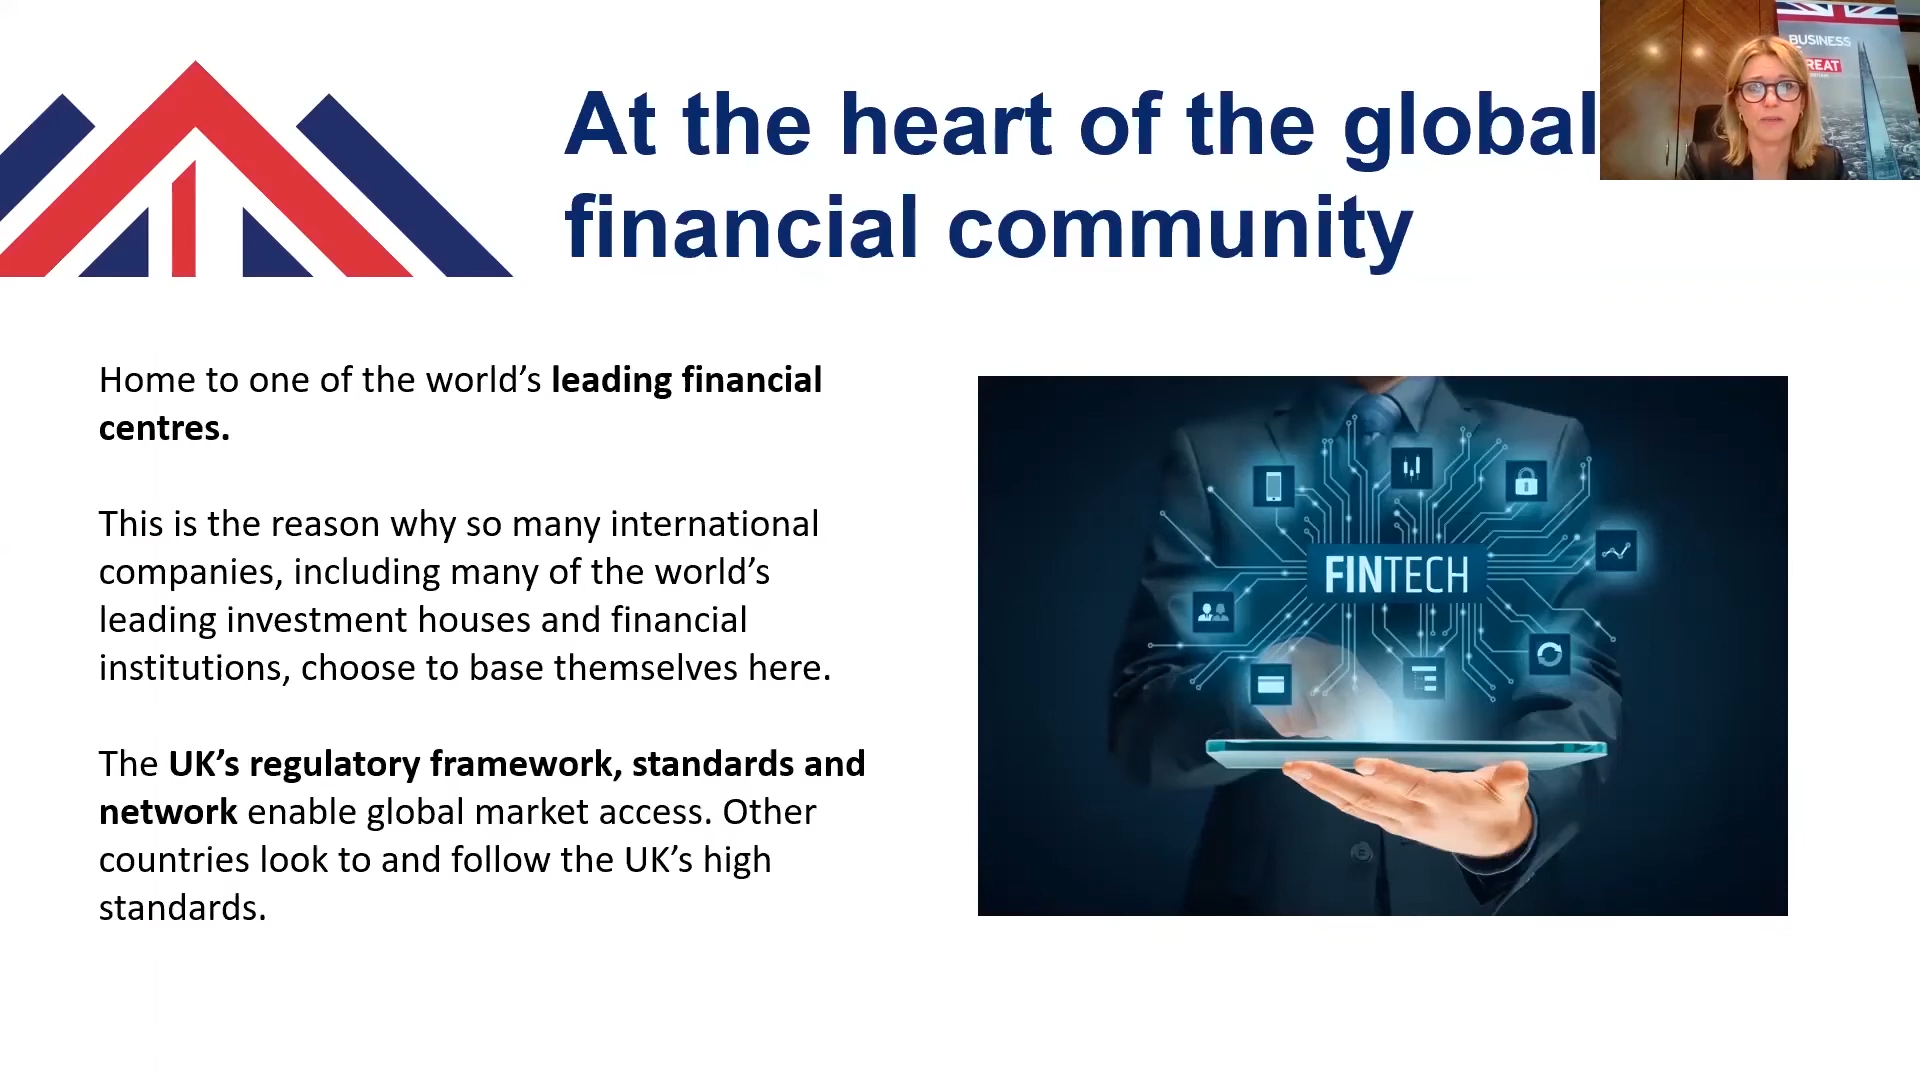 At the heart of the global
financial community
BUSINESS
REAT
Home to one of the world’s leading financial
centres.
This is the reason why so many international
companies, including many of the world’s
leading investment houses and financial
institutions, choose to base themselves here.
The UK’s regulatory framework, standards and
network enable global market access. Other
countries look to and follow the UK’s high
standards.
FINTECH